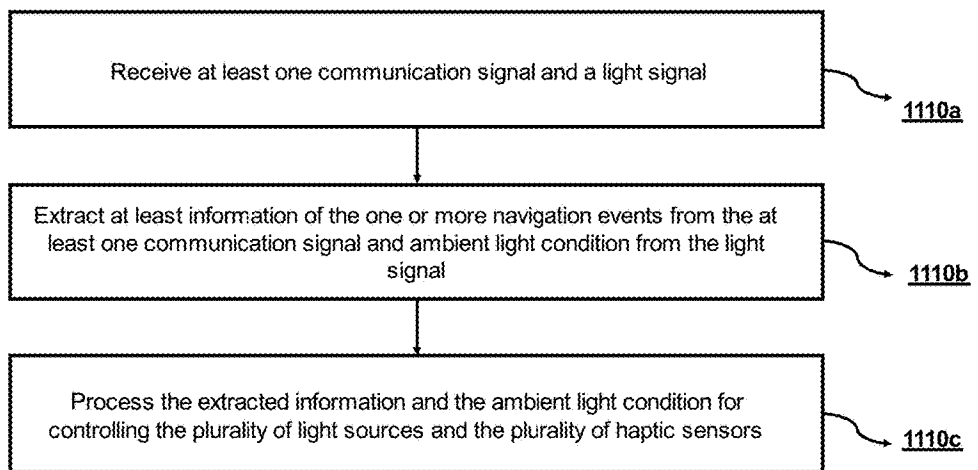 Receive at least one communication signal and a light signal
1110a
Extract at least information of the one or more navigation events from the at
least one communication signal and ambient light condition from the light
signal
1110b
Process the extracted information and the ambient light condition for
controlling the plurality of light sources and the plurality of haptic sensors
1110c